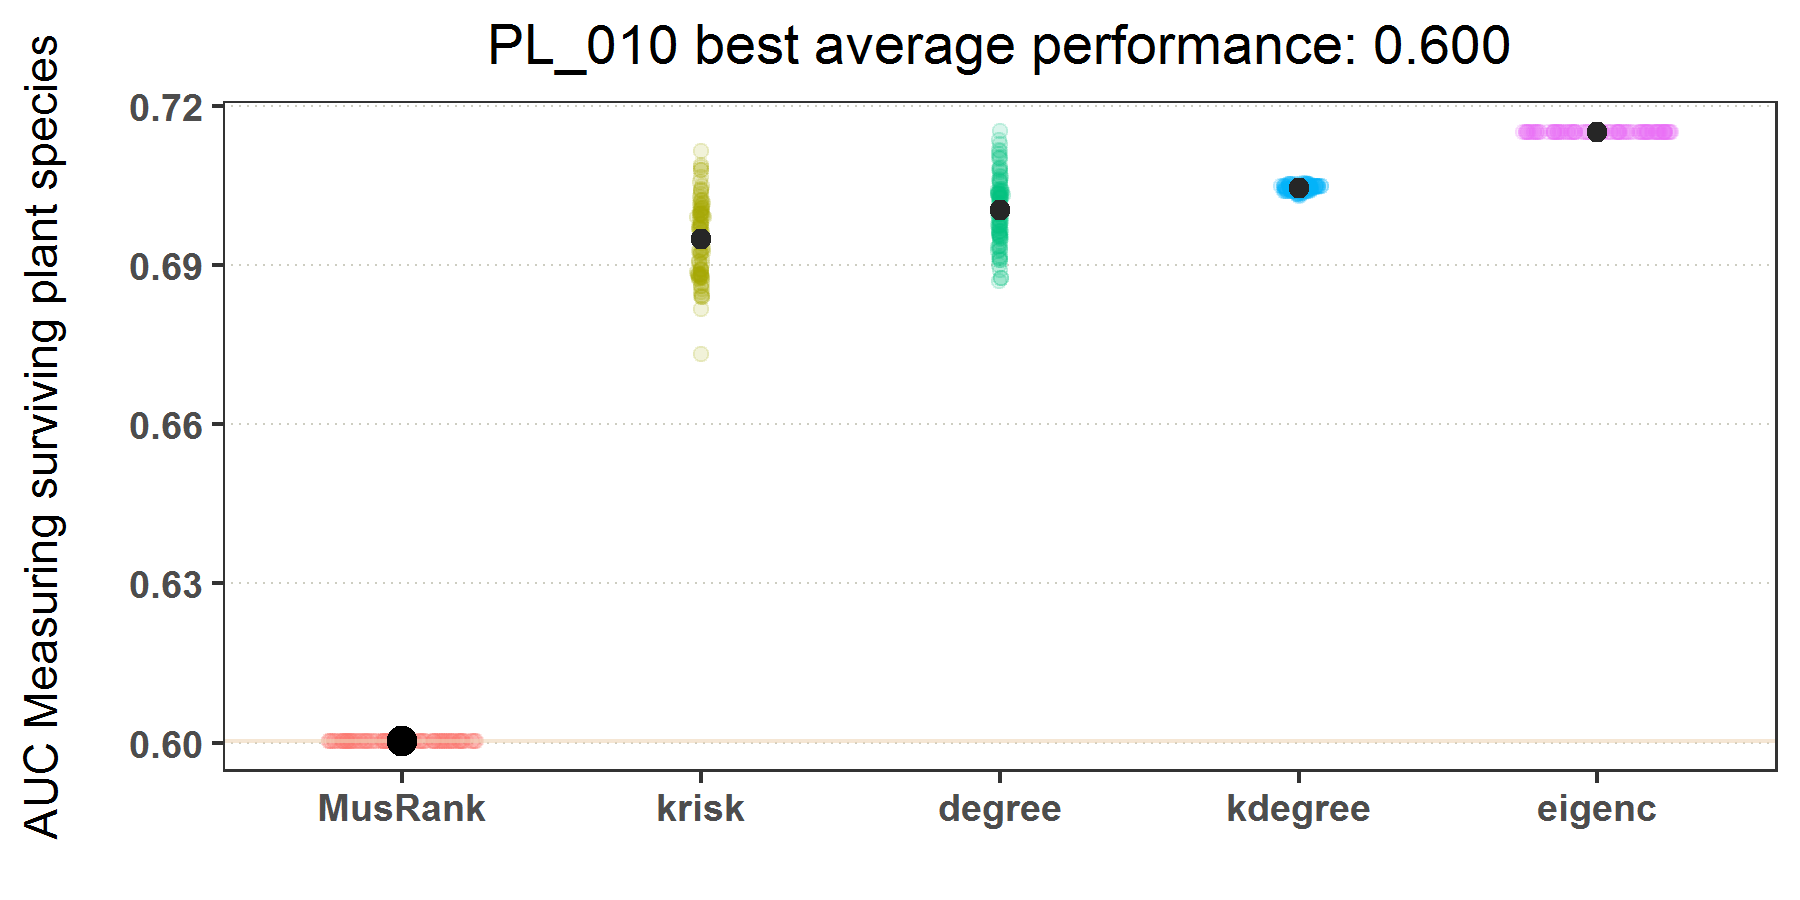 PL_010 best average performance: 0.600
AUC Measuring surviving plant species
0.72
0.69
0.66
0.63
0.60
MusRank
krisk
degree
kdegree
eigenc